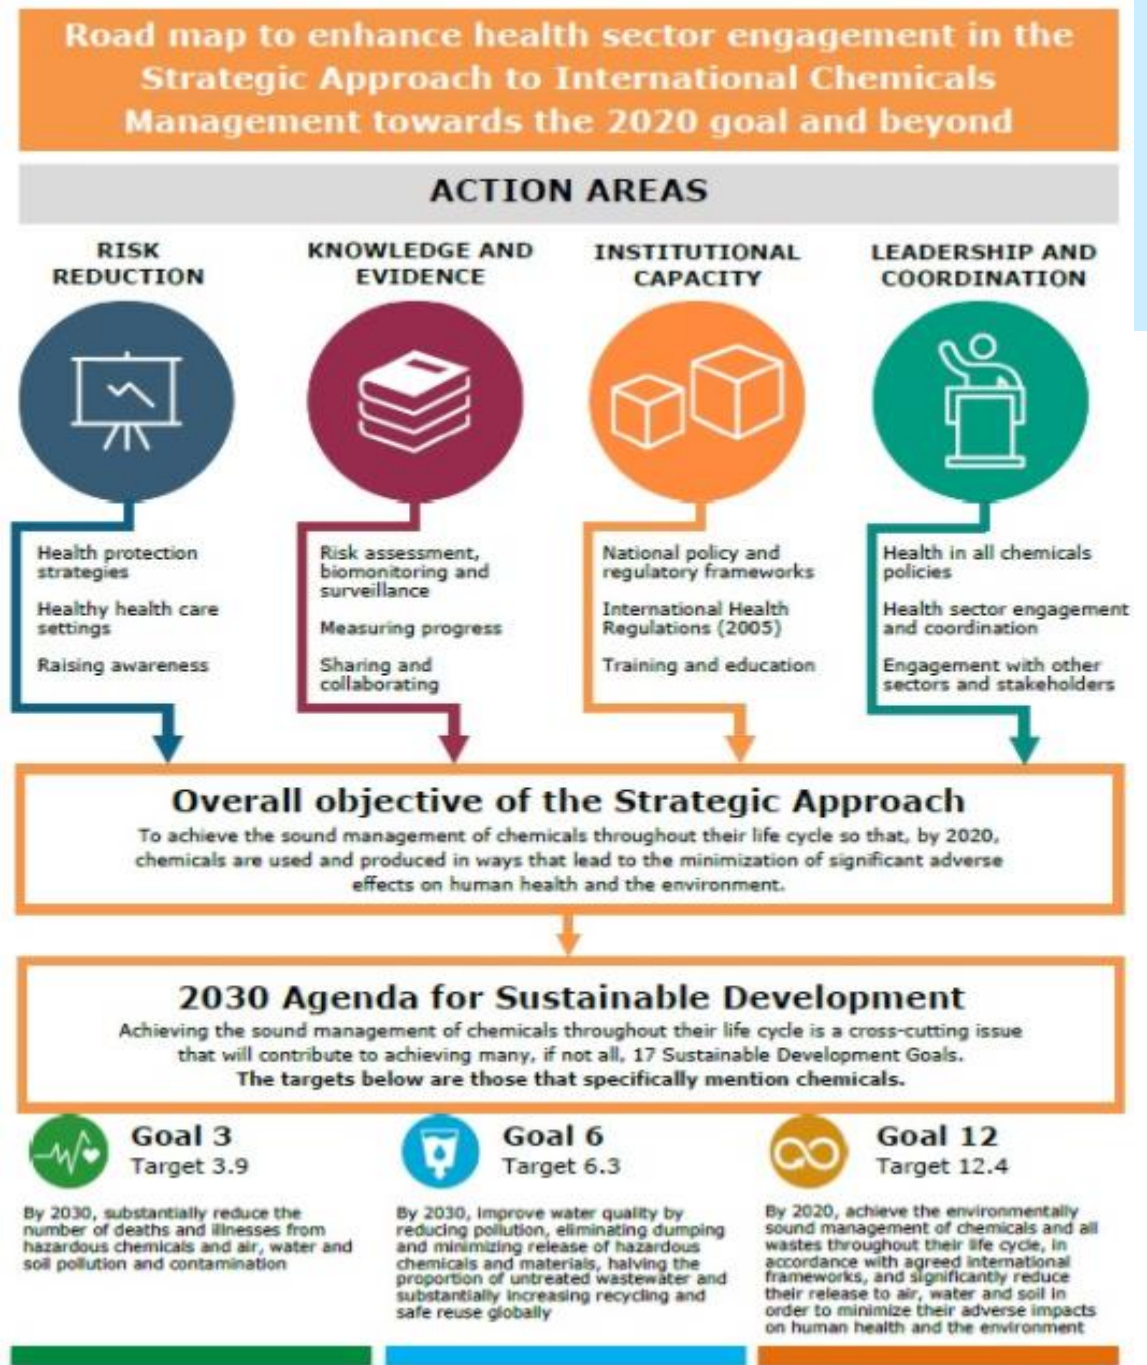 Road map to enhance health sector engagement in the
Strategic Approach to International Chemicals
Management towards the 2020 goal and beyond
ACTION AREAS
RISK
REDUCTION
KNOWLEDGE AND
EVIDENCE
INSTITUTIONAL
CAPACITY
LEADERSHIP AND
COORDINATION
Health protection
strategies
Healthy health care
settings
Raising awareness
Risk assessment,
biomonitoring and
surveillance
Measuring progress
Sharing and
collaborating
National policy and
regulatory frameworks
International Health
Regulations (2005)
Training and education
Health in all chemicals
policies
Health sector engagement
and coordination
Engagement with other
sectors and stakeholders
Overall objective of the Strategic Approach
To achieve the sound management of chemicals throughout their life cycle so that, by 2020,
chemicals are used and produced in ways that lead to the minimization of significant adverse
effects on human health and the environment.
2030 Agenda for Sustainable Development
Achieving the sound management of chemicals throughout their life cycle is a cross-cutting issue
that will contribute to achieving many, if not all, 17 Sustainable Development Goals.
The targets below are those that specifically mention chemicals.
Goal 3
Target 3.9
By 2030, substantially reduce the
number of deaths and illnesses from
hazardous chemicals and air, water and
soil pollution and contamination
Goal 6
Target 6.3
By 2030, improve water quality by
reducing pollution, eliminating dumping
and minimizing release of hazardous
chemicals and materials, halving the
proportion of untreated wastewater and
substantially increasing recycling and
safe reuse globally
Goal 12
Target 12.4
By 2020, achieve the environmentally
sound management of chemicals and all
wastes throughout their life cycle, in
accordance with agreed international
frameworks, and significantly reduce
their release to air, water and soil in
order to minimize their adverse impacts
on human health and the environment